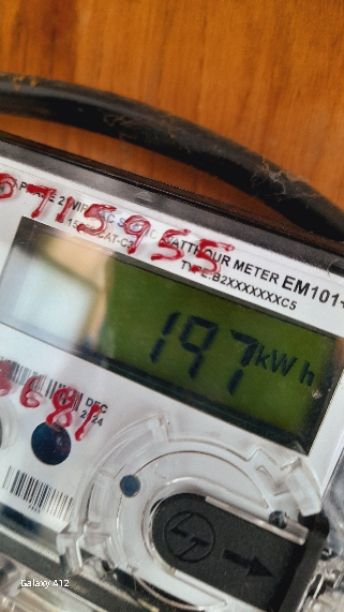 0715955
WATTHOUR METER EM101+
TYPE:B2XXXXXXXC5
197 kWh
DEC
2024
3681
Galaxy A12